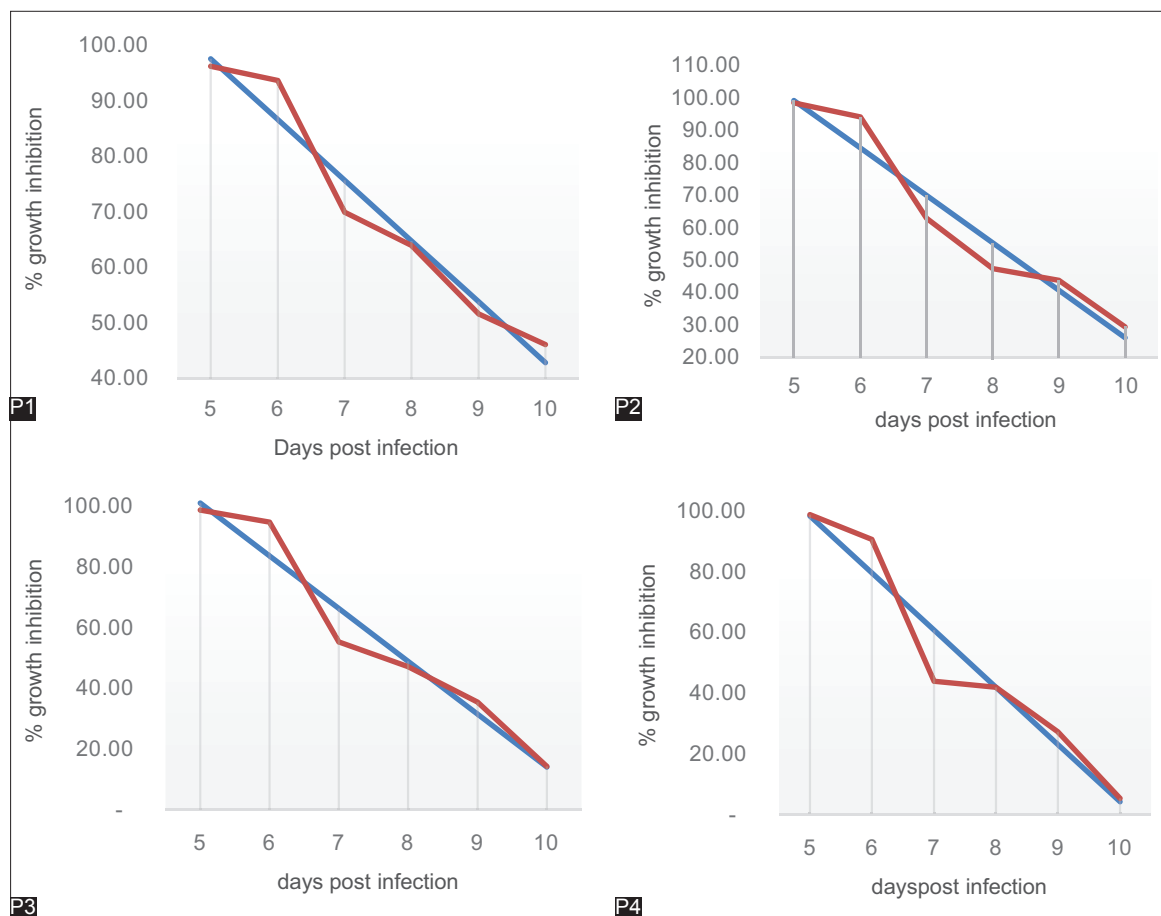 100.00
90.00
80.00
70.00
60.00
50.00
40.00
% growth inhibition
5 6 7 8 9 10
Days post infection
P1
110.00
100.00
90.00
80.00
70.00
60.00
50.00
40.00
30.00
20.00
% growth inhibition
5 6 7 8 9 10
days post infection
P2
100.00
80.00
60.00
40.00
20.00
-
% growth inhibition
5 6 7 8 9 10
days post infection
P3
100.00
80.00
60.00
40.00
20.00
-
% growth inhibition
5 6 7 8 9 10
dayspost infection
P4